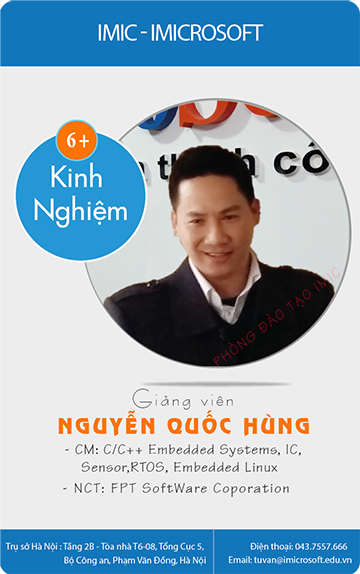 IMIC - IMICROSOFT
6+
Kinh
Nghiệm
PHÒNG ĐÀO TẠO IMIC
Giảng viên
NGUYỄN QUỐC HÙNG
- CM: C/C++ Embedded Systems, IC,
Sensor,RTOS, Embedded Linux
- NCT: FPT SoftWare Coporation
Trụ sở Hà Nội : Tầng 2B - Tòa nhà T6-08, Tổng Cục 5,
Bộ Công an, Phạm Văn Đồng, Hà Nội
Điện thoại: 043.7557.666
Email: tuvan@imicrosoft.edu.vn